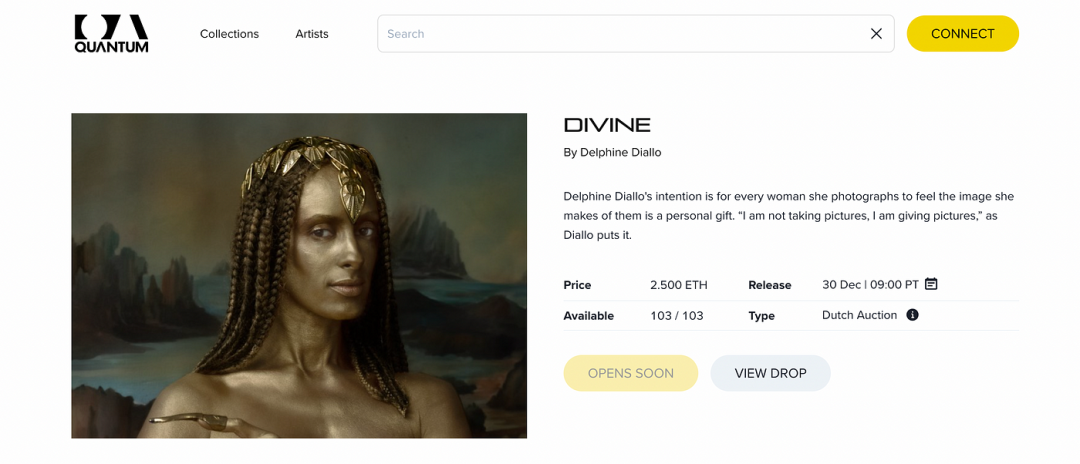 QUANTUM
Collections
Artists
Search
CONNECT
DIVINE
By Delphine Diallo
Delphine Diallo's intention is for every woman she photographs to feel the image she
makes of them is a personal gift. “I am not taking pictures, I am giving pictures,” as
Diallo puts it.
Price 2.500 ETH Release 30 Dec | 09:00 PT
Available 103 / 103 Type Dutch Auction
OPENS SOON
VIEW DROP